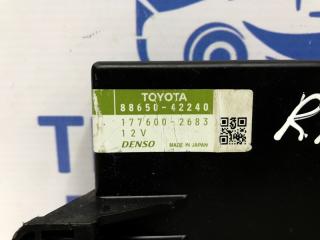 TOYOTA
88650-42240
177600-2683
12V
DENSO MADE IN JAPAN